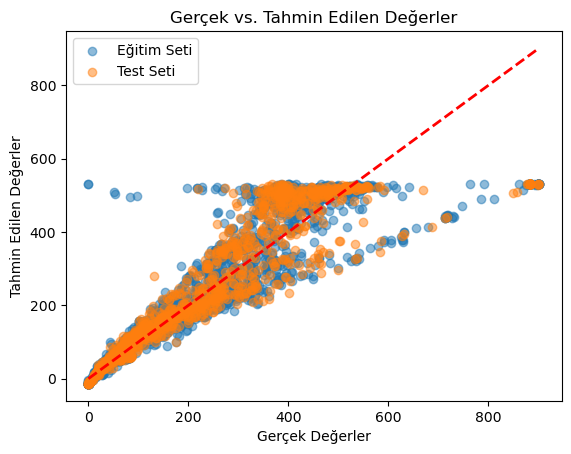 Gerçek vs. Tahmin Edilen Değerler
Eğitim Seti
Test Seti
Tahmin Edilen Değerler
800
600
400
200
0
0 200 400 600 800
Gerçek Değerler